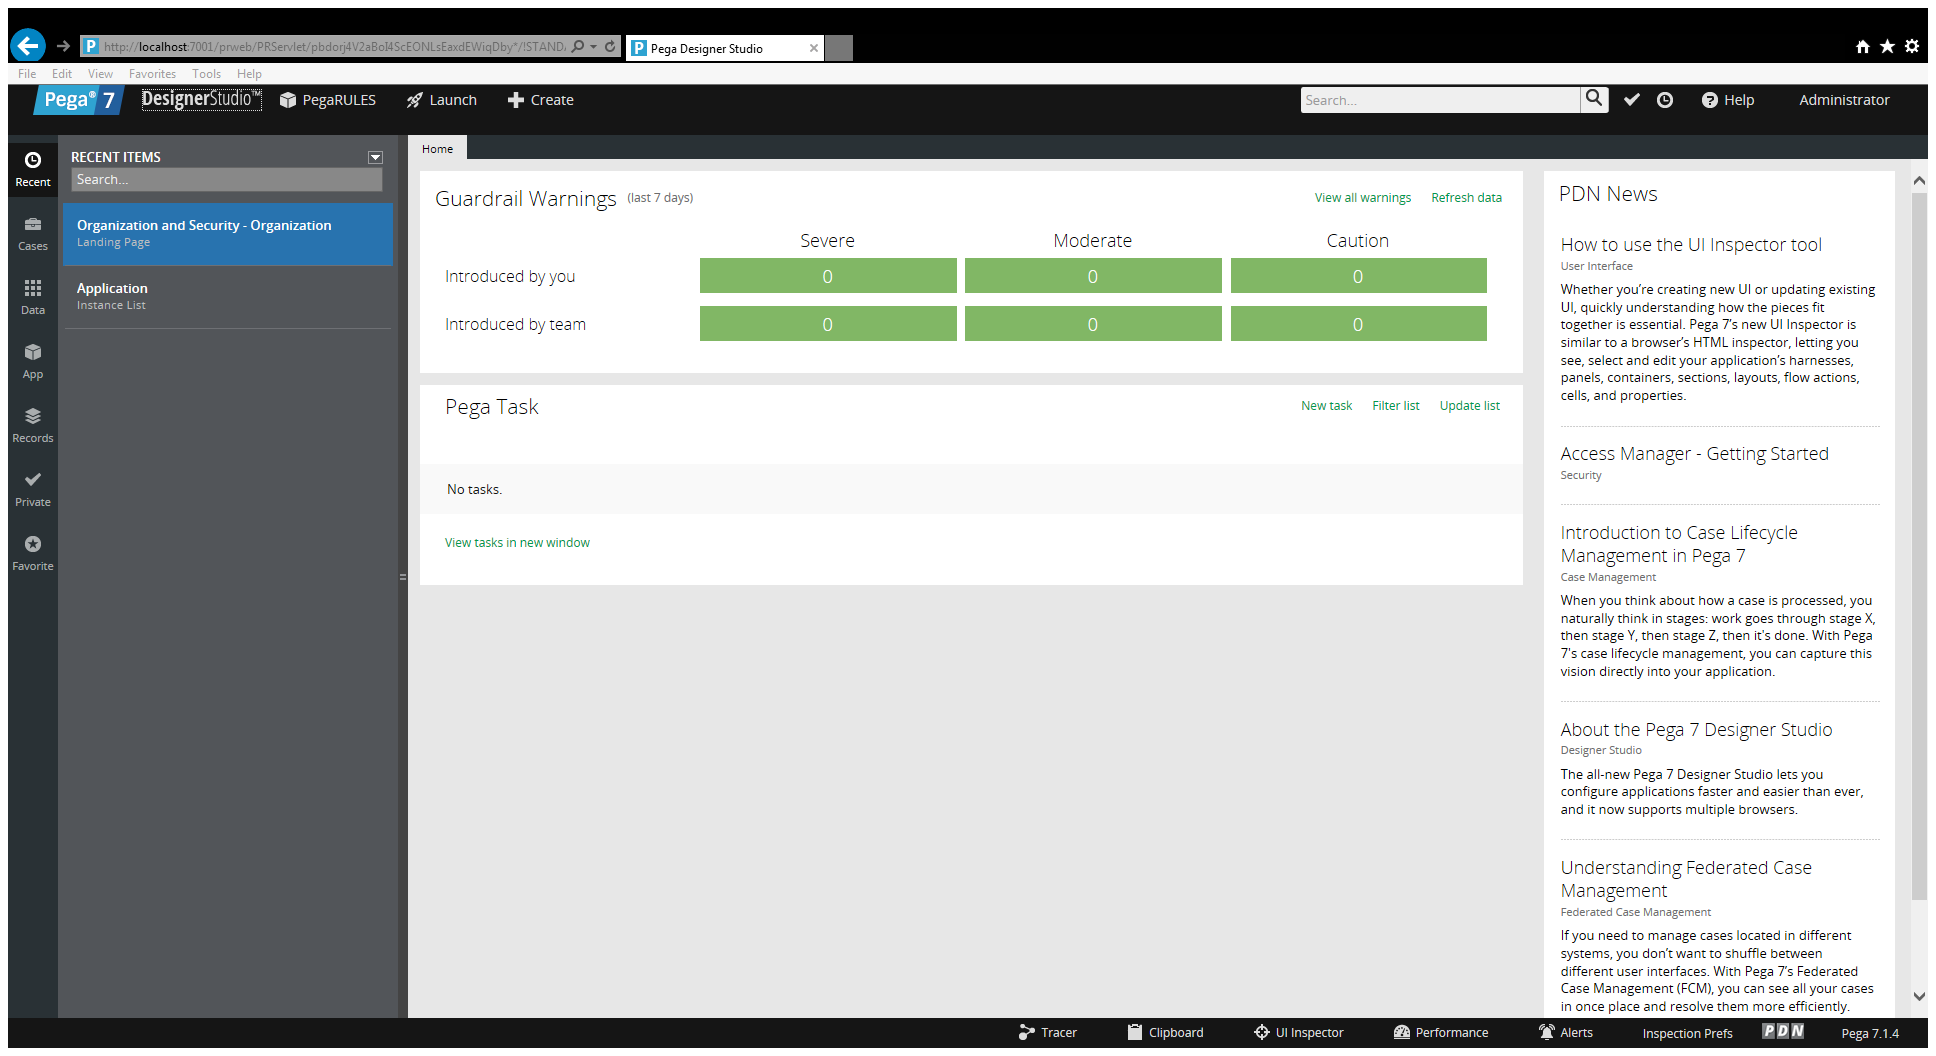 http://localhost:7001/prweb/PRServlet/pbdorj4V2aBoI4ScEONLsEaxdEWiqDby*/!STAND.
Pega Designer Studio
File Edit View Favorites Tools Help
Pega® 7 DesignerStudio™ PegaRULES Launch Create Search... Help Administrator
Recent
Cases
Data
App
Records
Private
Favorite
RECENT ITEMS
Search...
Organization and Security - Organization
Landing Page
Application
Instance List
Home
Guardrail Warnings (last 7 days) View all warnings Refresh data
Severe Moderate Caution
Introduced by you 0 0 0
Introduced by team 0 0 0
Pega Task New task Filter list Update list
No tasks.
View tasks in new window
PDN News
How to use the UI Inspector tool
User Interface
Whether you’re creating new UI or updating existing
UI, quickly understanding how the pieces fit
together is essential. Pega 7’s new UI Inspector is
similar to a browser’s HTML inspector, letting you
see, select and edit your application’s harnesses,
panels, containers, sections, layouts, flow actions,
cells, and properties.
Access Manager - Getting Started
Security
Introduction to Case Lifecycle
Management in Pega 7
Case Management
When you think about how a case is processed, you
naturally think in stages: work goes through stage X,
then stage Y, then stage Z, then it's done. With Pega
7's case lifecycle management, you can capture this
vision directly into your application.
About the Pega 7 Designer Studio
Designer Studio
The all-new Pega 7 Designer Studio lets you
configure applications faster and easier than ever,
and it now supports multiple browsers.
Understanding Federated Case
Management
Federated Case Management
If you need to manage cases located in different
systems, you don’t want to shuffle between
different user interfaces. With Pega 7’s Federated
Case Management (FCM), you can see all your cases
in once place and resolve them more efficiently.
Tracer Clipboard UI Inspector Performance Alerts Inspection Prefs PDN Pega 7.1.4